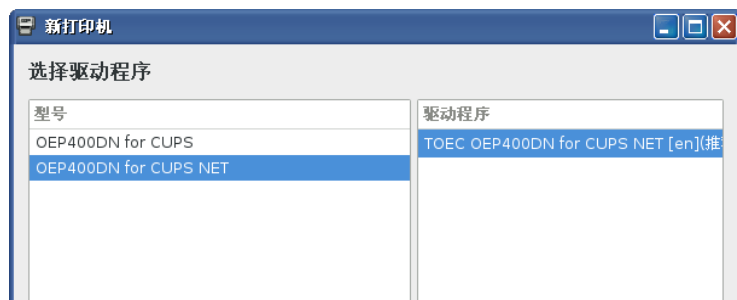 新打印机
选择驱动程序
型号
驱动程序
OEP400DN for CUPS
TOEC OEP400DN for CUPS NET [en](推
OEP400DN for CUPS NET